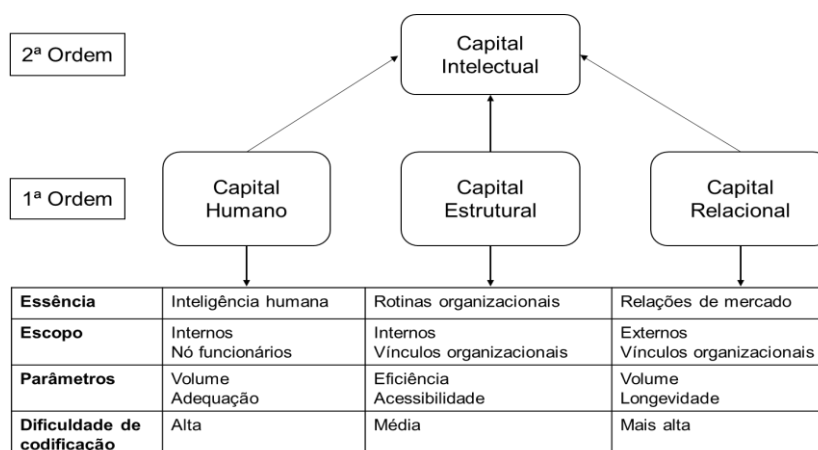 2ª Ordem
Capital
Intelectual
1ª Ordem
Capital
Humano
Capital
Estrutural
Capital
Relacional
Essência Inteligência humana Rotinas organizacionais Relações de mercado
Escopo Internos Internos Externos
Nó funcionários Vínculos organizacionais Vínculos organizacionais
Parâmetros Volume Eficiência Volume
Adequação Acessibilidade Longevidade
Dificuldade de Alta Média Mais alta
codificação